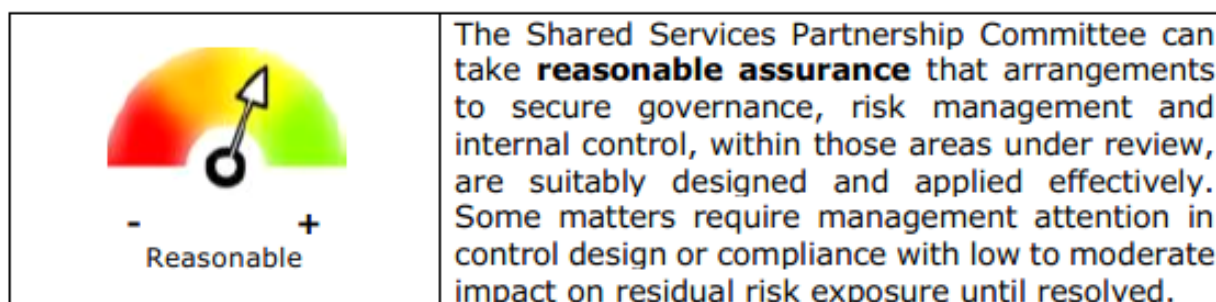 - +
Reasonable
The Shared Services Partnership Committee can
take reasonable assurance that arrangements
to secure governance, risk management and
internal control, within those areas under review,
are suitably designed and applied effectively.
Some matters require management attention in
control design or compliance with low to moderate
impact on residual risk exposure until resolved.